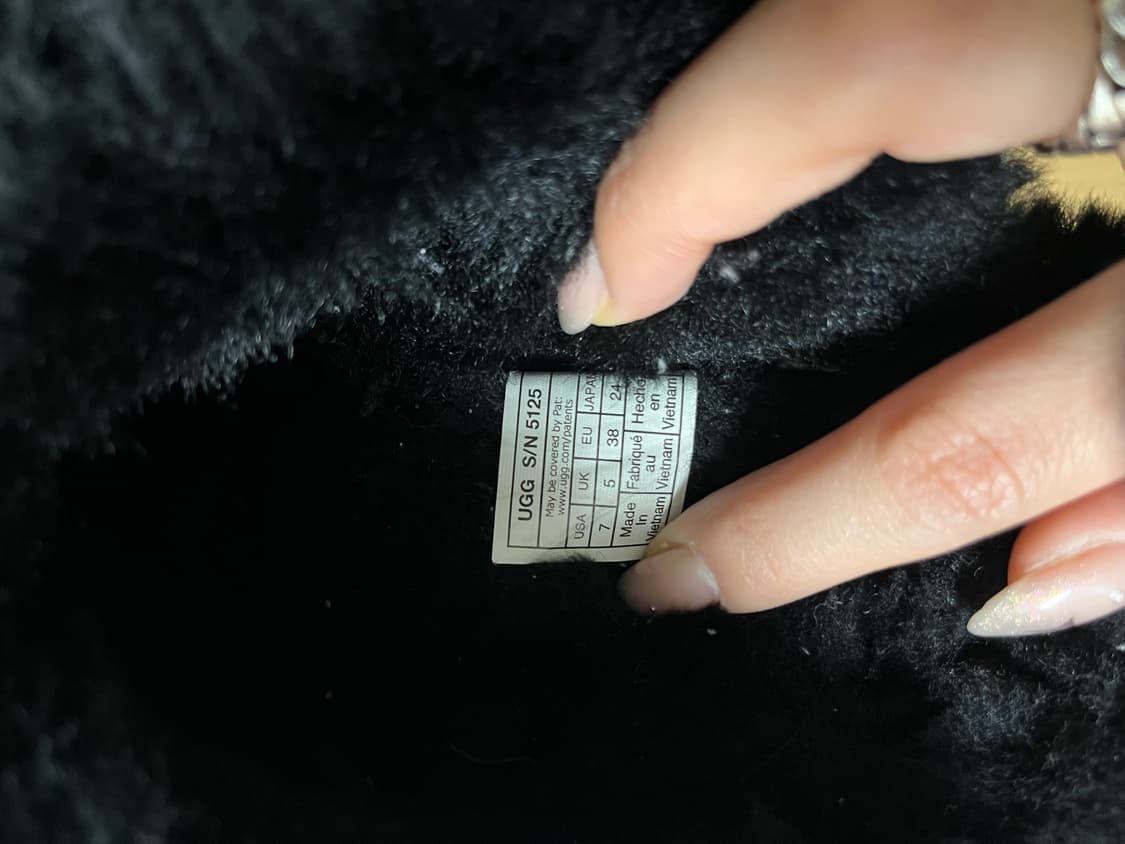 UGG S/N 5125
May be covered by Pat:
www.ugg.com/patents
USA UK EU JAPAN
7 5 38 24
Made Fabriqué Hecho
In au en
Vietnam Vietnam Vietnam